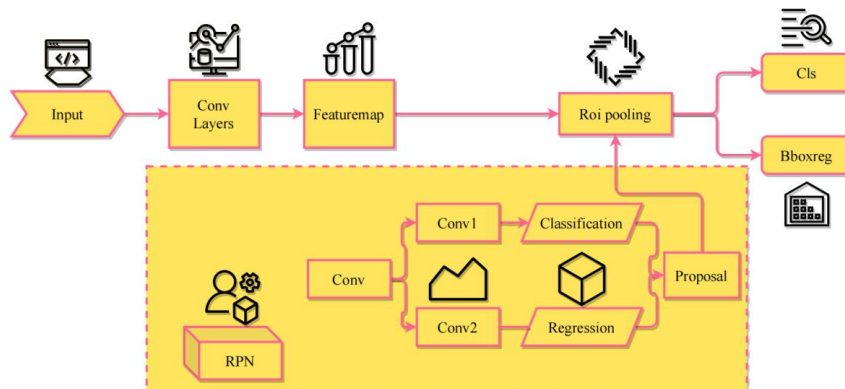 Input
Conv
Layers
Featuremap
Roi pooling
Cls
Bboxreg
Conv1
Classification
Conv
Proposal
Conv2
Regression
RPN